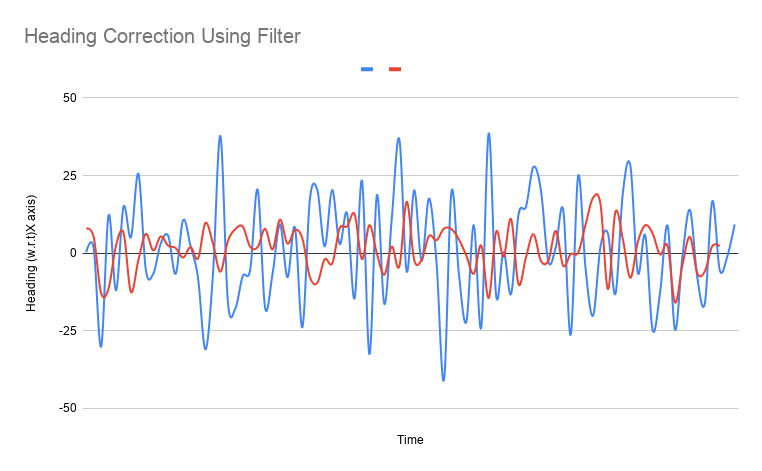 Heading Correction Using Filter
50
25
0
-25
-50
Heading (w.r.t)X axis)
Time